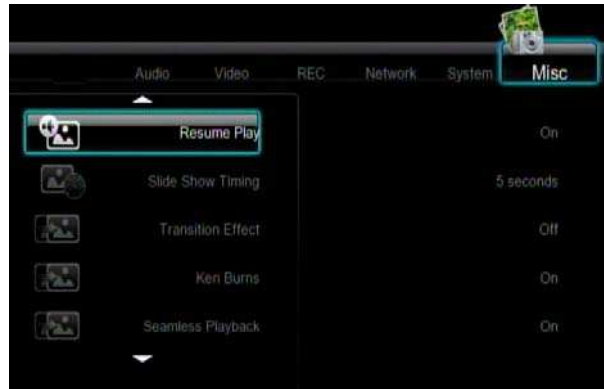 Audio Video REC Network System Misc
Resume Play On
Slide Show Timing 5 seconds
Transition Effect Off
Ken Burns On
Seamless Playback On